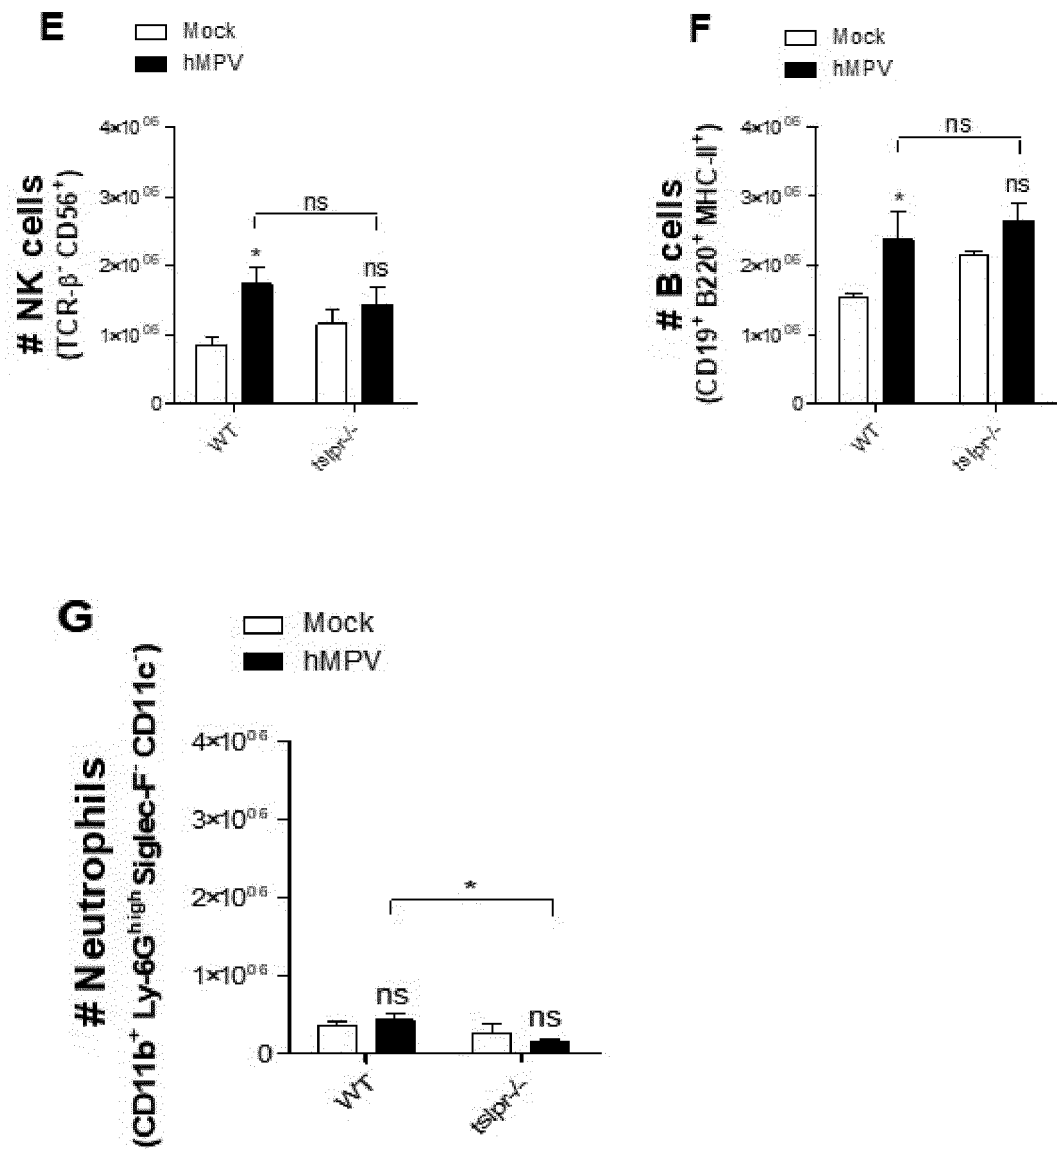 E
Mock
hMPV
# NK cells
(TCR-β⁻ CD56⁺)
4×10⁰⁶
3×10⁰⁶
2×10⁰⁶
1×10⁰⁶
0
ns
*
ns
WT
tslpr-/-
F
Mock
hMPV
# B cells
(CD19⁺ B220⁺ MHC-II⁺)
4×10⁰⁶
3×10⁰⁶
2×10⁰⁶
1×10⁰⁶
0
ns
*
ns
WT
tslpr-/-
G
Mock
hMPV
# Neutrophils
(CD11b⁺ Ly-6Gʰⁱᵍʰ Siglec-F⁻ CD11c⁻)
4×10⁰⁶
3×10⁰⁶
2×10⁰⁶
1×10⁰⁶
0
*
ns
ns
WT
tslpr-/-